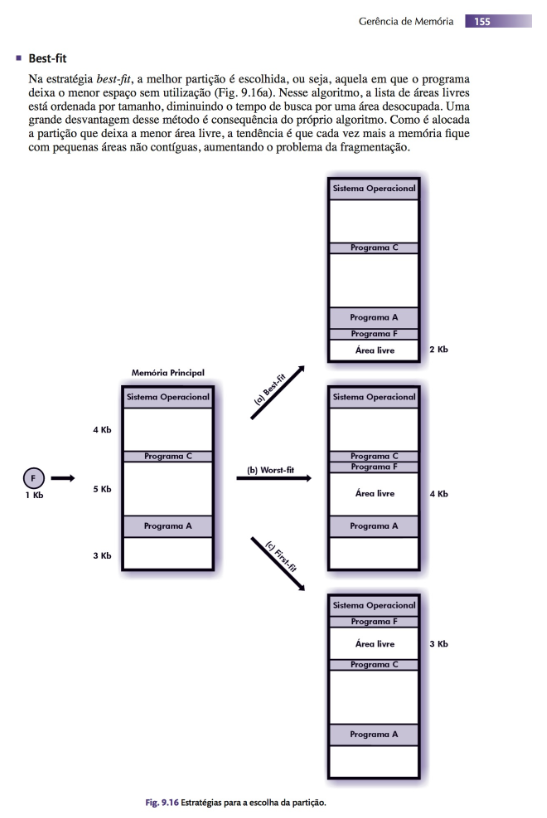 Gerência de Memória 155
Best-fit
Na estratégia best-fit, a melhor partição é escolhida, ou seja, aquela em que o programa
deixa o menor espaço sem utilização (Fig. 9.16a). Nesse algoritmo, a lista de áreas livres
está ordenada por tamanho, diminuindo o tempo de busca por uma área desocupada. Uma
grande desvantagem desse método é consequência do próprio algoritmo. Como é alocada
a partição que deixa a menor área livre, a tendência é que cada vez mais a memória fique
com pequenas áreas não contíguas, aumentando o problema da fragmentação.
Sistema Operacional
Programa C
Programa A
Programa F
Área livre 2 Kb
Memória Principal
Sistema Operacional
4 Kb
Programa C
5 Kb
Programa A
3 Kb
F
1 Kb
(a) Best-fit
(b) Worst-fit
(c) First-fit
Sistema Operacional
Programa C
Programa F
Área livre 4 Kb
Programa A
Sistema Operacional
Programa F
Área livre 3 Kb
Programa C
Programa A
Fig. 9.16 Estratégias para a escolha da partição.